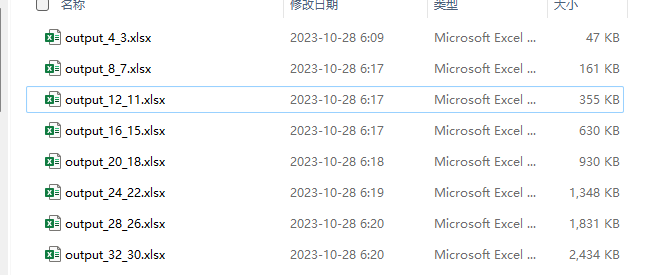 名称 修改日期 类型 大小
output_4_3.xlsx 2023-10-28 6:09 Microsoft Excel ... 47 KB
output_8_7.xlsx 2023-10-28 6:17 Microsoft Excel ... 161 KB
output_12_11.xlsx 2023-10-28 6:17 Microsoft Excel ... 355 KB
output_16_15.xlsx 2023-10-28 6:17 Microsoft Excel ... 630 KB
output_20_18.xlsx 2023-10-28 6:18 Microsoft Excel ... 930 KB
output_24_22.xlsx 2023-10-28 6:19 Microsoft Excel ... 1,348 KB
output_28_26.xlsx 2023-10-28 6:20 Microsoft Excel ... 1,831 KB
output_32_30.xlsx 2023-10-28 6:20 Microsoft Excel ... 2,434 KB